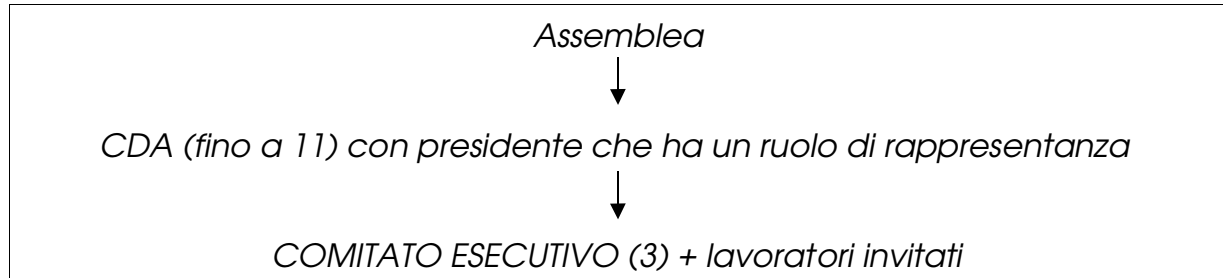 Assemblea
CDA (fino a 11) con presidente che ha un ruolo di rappresentanza
COMITATO ESECUTIVO (3) + lavoratori invitati